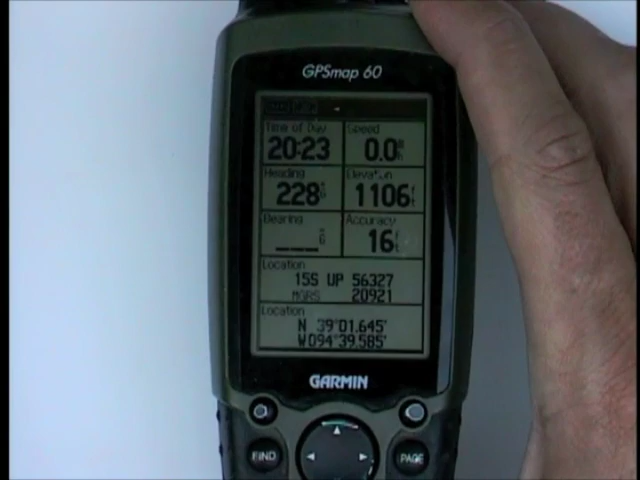 GPSmap 60
Time of Day Speed
20:23 0.0
Heading Elevation
228 1106
Bearing Accuracy
___ 16
Location
15S UP 56327
MGRS 20921
Location
N 39°01.645'
W094°39.585'
GARMIN
FIND PAGE